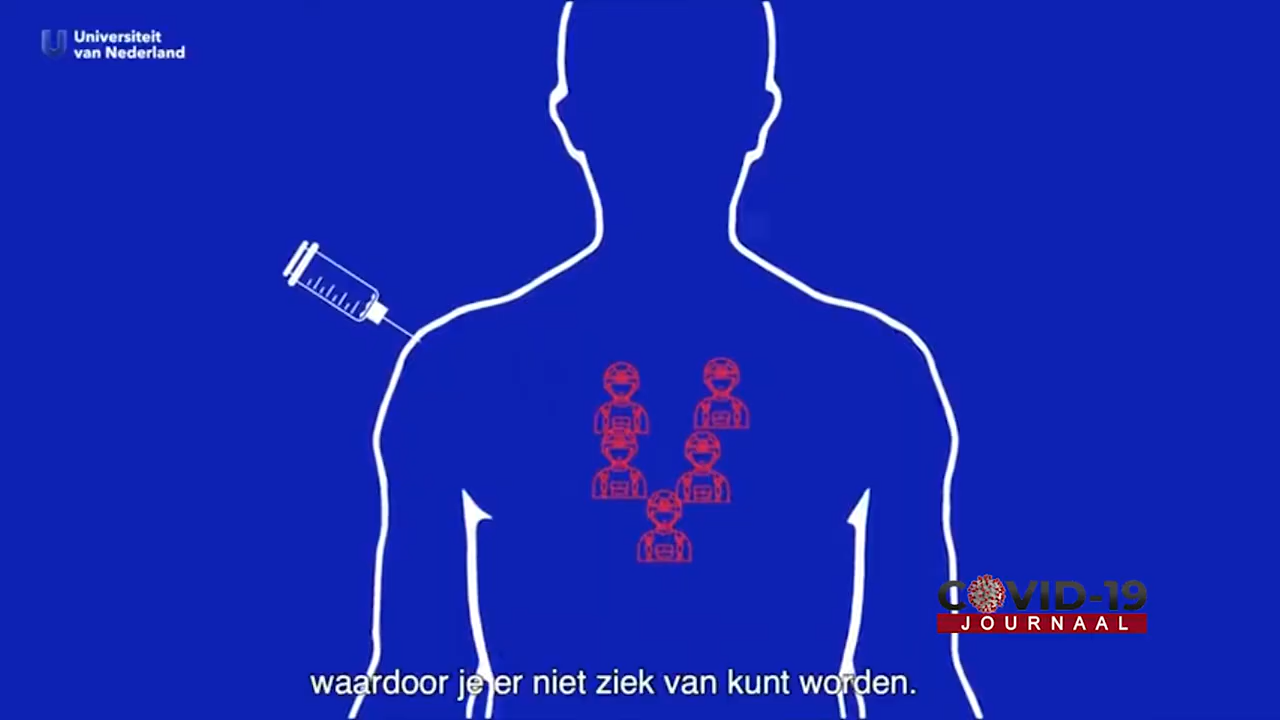 Universiteit
van Nederland
COVID-19
JOURNAAL
waardoor je er niet ziek van kunt worden.